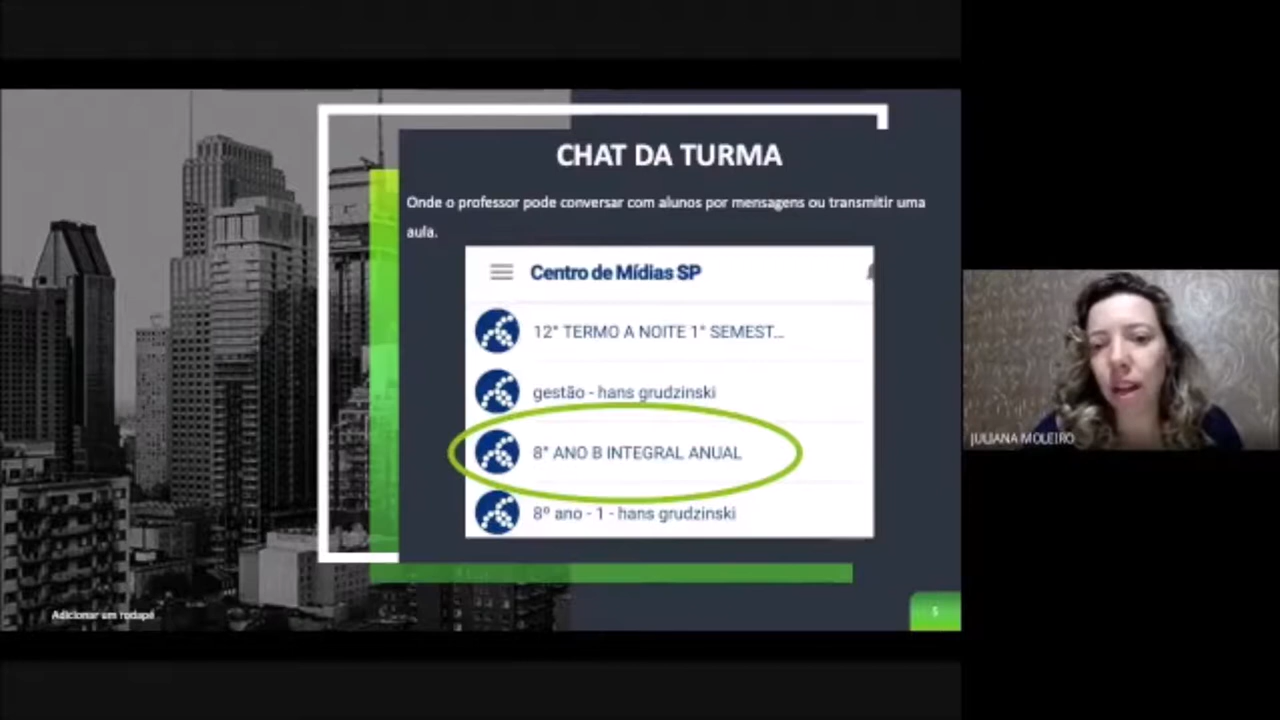 CHAT DA TURMA
Onde o professor pode conversar com alunos por mensagens ou transmitir uma
aula.
Centro de Mídias SP
12° TERMO A NOITE 1° SEMEST...
gestão - hans grudzinski
8° ANO B INTEGRAL ANUAL
8º ano - 1 - hans grudzinski
JULIANA MOLEIRO
Adicionar um rodapé
5